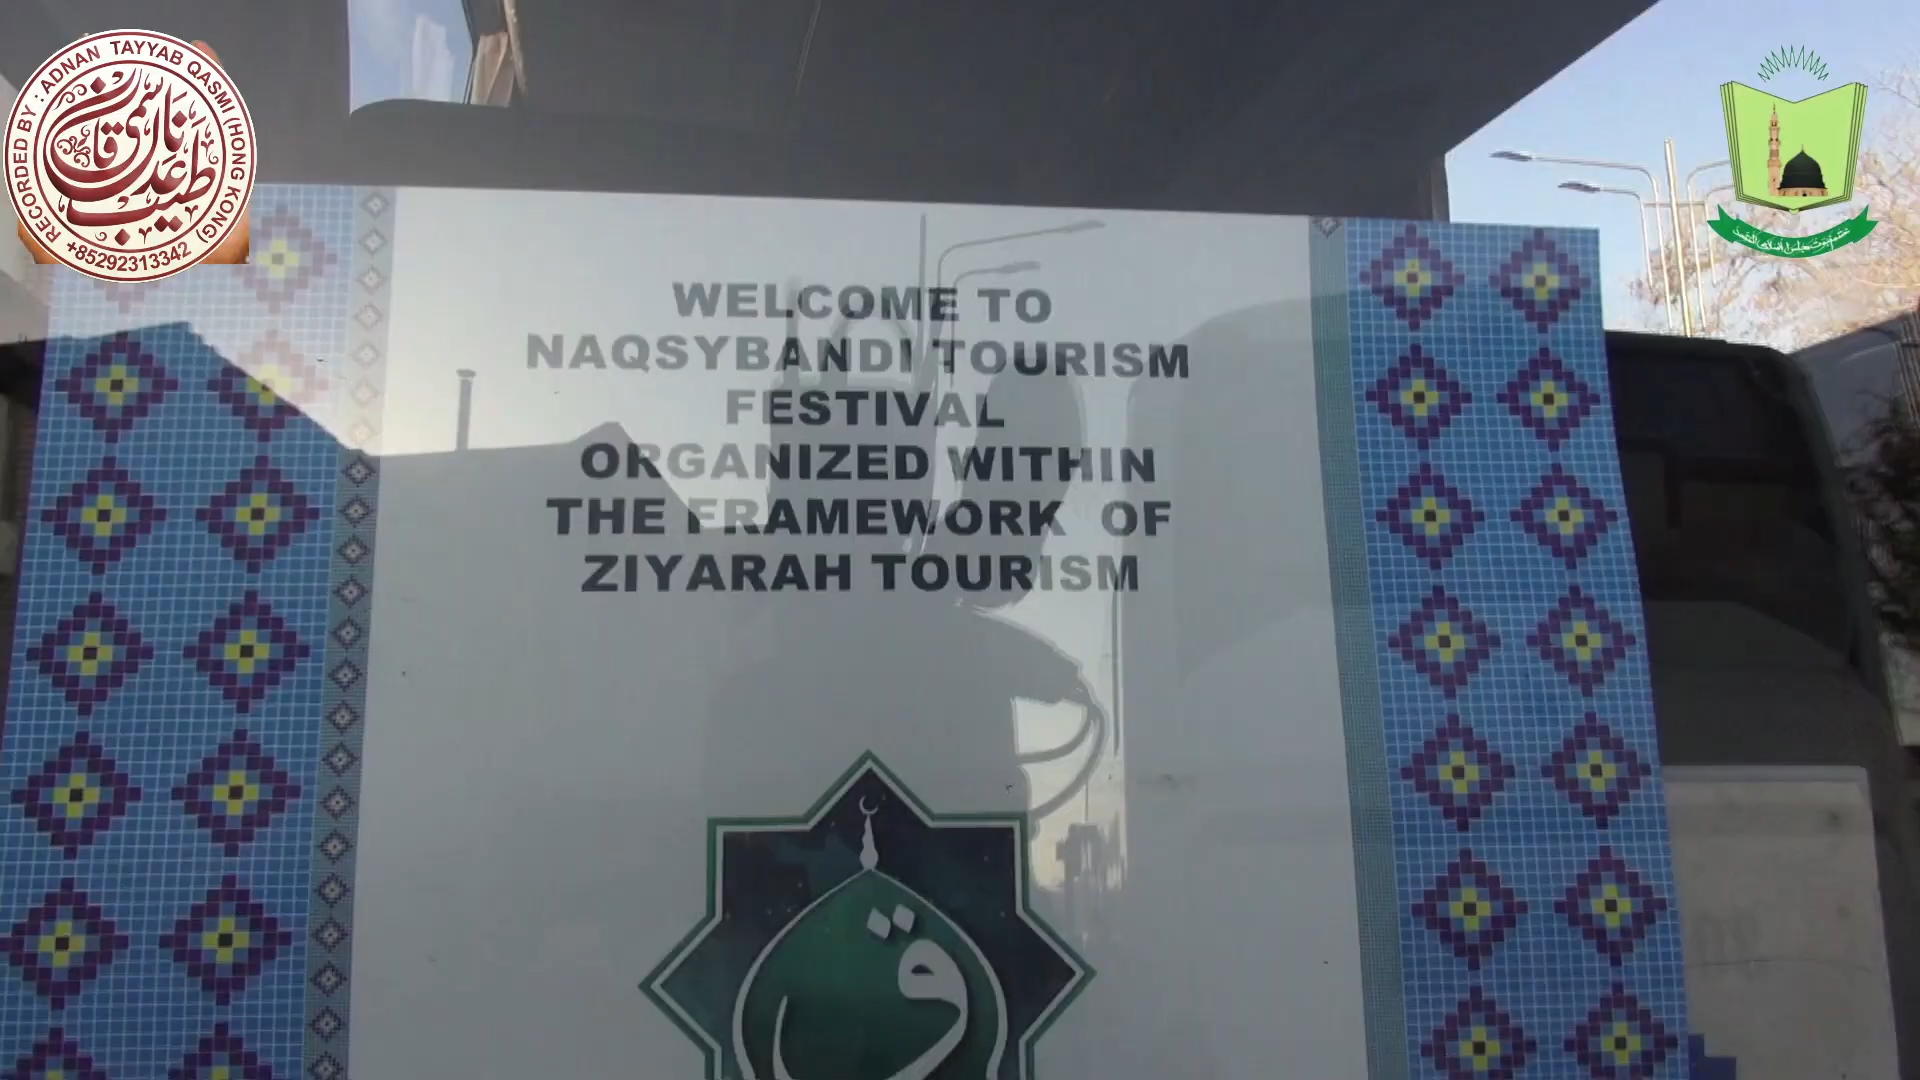 RECORDED BY : ADNAN TAYYAB QASMI (HONG KONG)
+85292313342
WELCOME TO
NAQSYBANDI TOURISM
FESTIVAL
ORGANIZED WITHIN
THE FRAMEWORK OF
ZIYARAH TOURISM